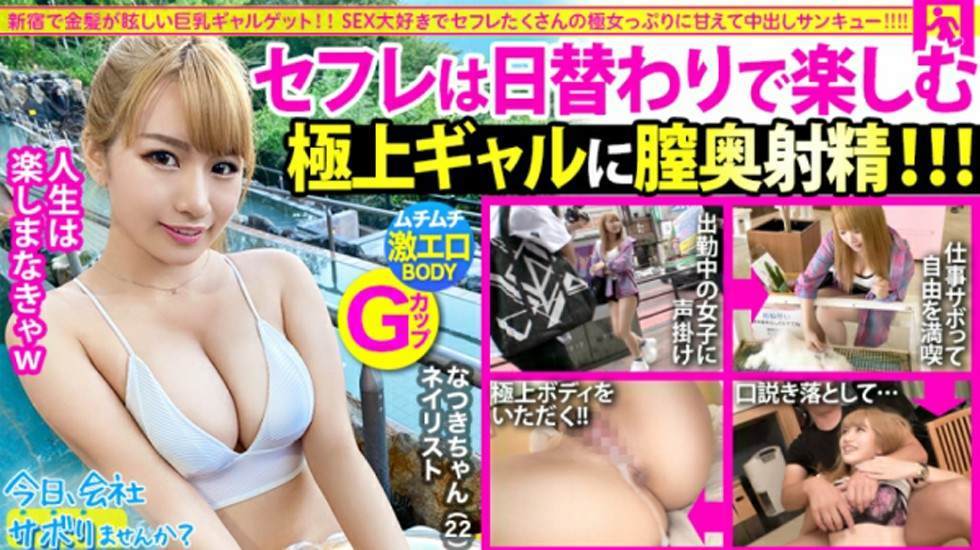 新宿で金髪が眩しい巨乳ギャルゲット!! SEX大好きでセフレたくさんの極女っぷりに甘えて中出しサンキュー!!!!
セフレは日替わりで楽しむ
極上ギャルに膣奥射精!!!
人生は
楽しまなきゃw
ムチムチ
激エロ
BODY
Gカップ
なつきちゃん(22)
ネイリスト
出勤中の女子に
声掛け
仕事サボって
自由を満喫
極上ボディを
いただく!!
口説き落として…
今日、会社
サボりませんか?